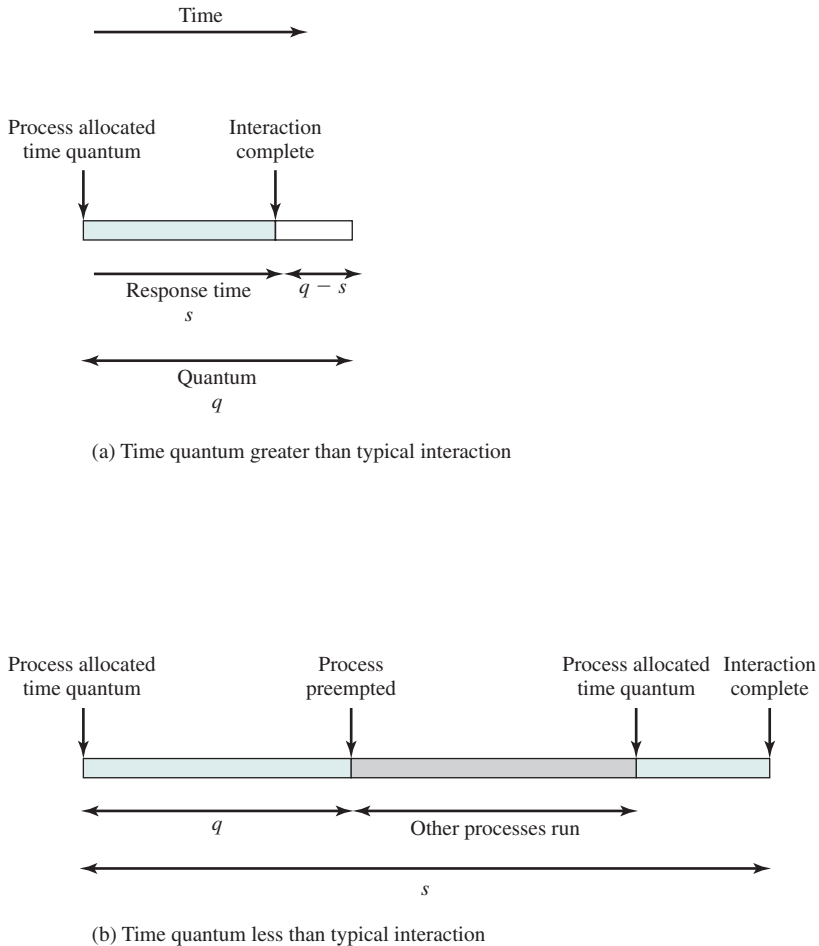 Time
Process allocated
time quantum
Interaction
complete
Response time
s
q − s
Quantum
q
(a) Time quantum greater than typical interaction
Process allocated
time quantum
Process
preempted
Process allocated
time quantum
Interaction
complete
q
Other processes run
s
(b) Time quantum less than typical interaction